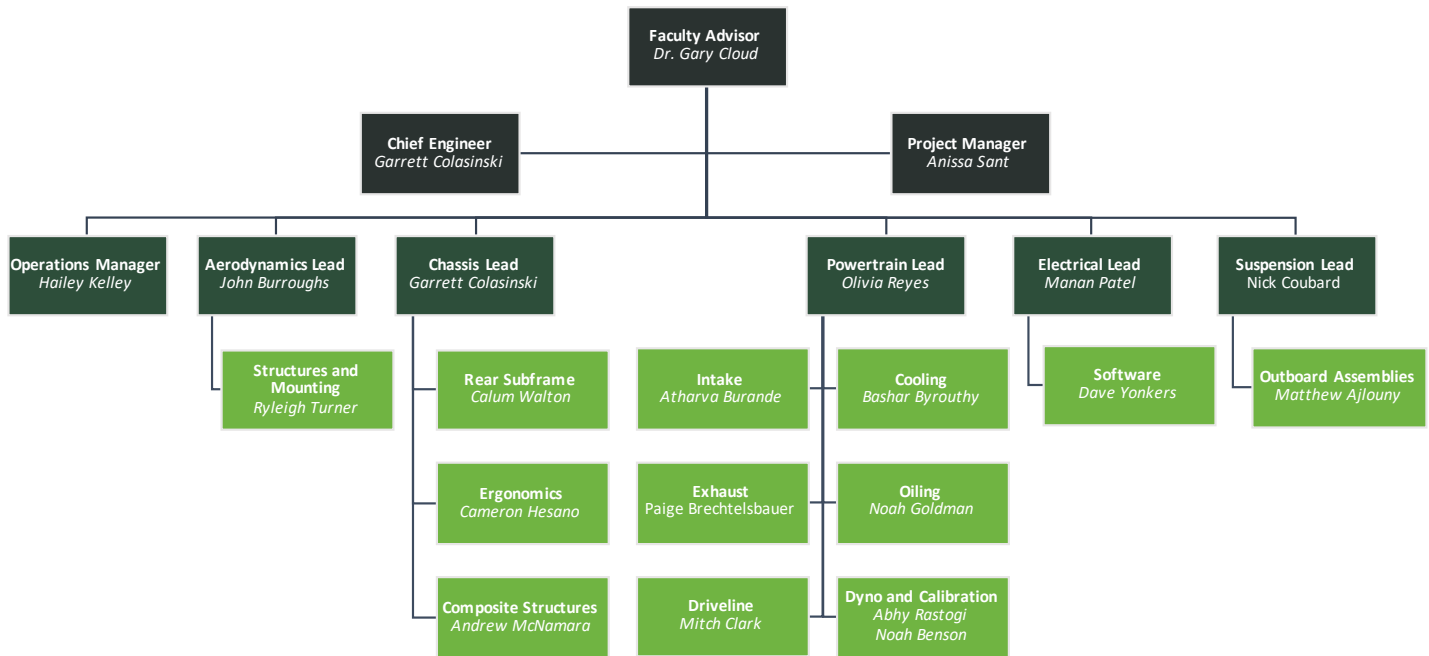 Faculty Advisor
Dr. Gary Cloud
Chief Engineer
Garrett Colasinski
Project Manager
Anissa Sant
Operations Manager
Hailey Kelley
Aerodynamics Lead
John Burroughs
Chassis Lead
Garrett Colasinski
Powertrain Lead
Olivia Reyes
Electrical Lead
Manan Patel
Suspension Lead
Nick Coubard
Structures and
Mounting
Ryleigh Turner
Rear Subframe
Calum Walton
Intake
Atharva Burande
Cooling
Bashar Byrouthy
Software
Dave Yonkers
Outboard Assemblies
Matthew Ajlouny
Ergonomics
Cameron Hesano
Exhaust
Paige Brechtelsbauer
Oiling
Noah Goldman
Composite Structures
Andrew McNamara
Driveline
Mitch Clark
Dyno and Calibration
Abhy Rastogi
Noah Benson